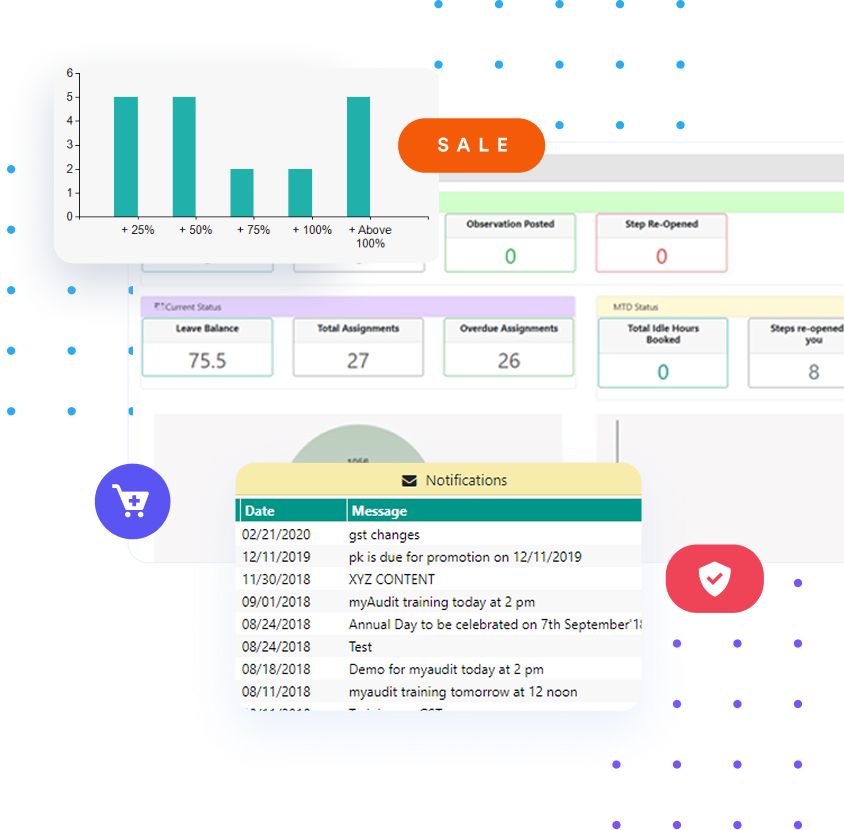 6
5
4
3
2
1
0
+ 25%
+ 50%
+ 75%
+ 100%
+ Above
100%
SALE
Observation Posted
0
Step Re-Opened
0
Current Status
Leave Balance
75.5
Total Assignments
27
Overdue Assignments
26
MTD Status
Total Idle Hours
Booked
0
Steps re-opened
you
8
Notifications
Date Message
02/21/2020 gst changes
12/11/2019 pk is due for promotion on 12/11/2019
11/30/2018 XYZ CONTENT
09/01/2018 myAudit training today at 2 pm
08/24/2018 Annual Day to be celebrated on 7th September'18
08/24/2018 Test
08/18/2018 Demo for myaudit today at 2 pm
08/11/2018 myaudit training tomorrow at 12 noon